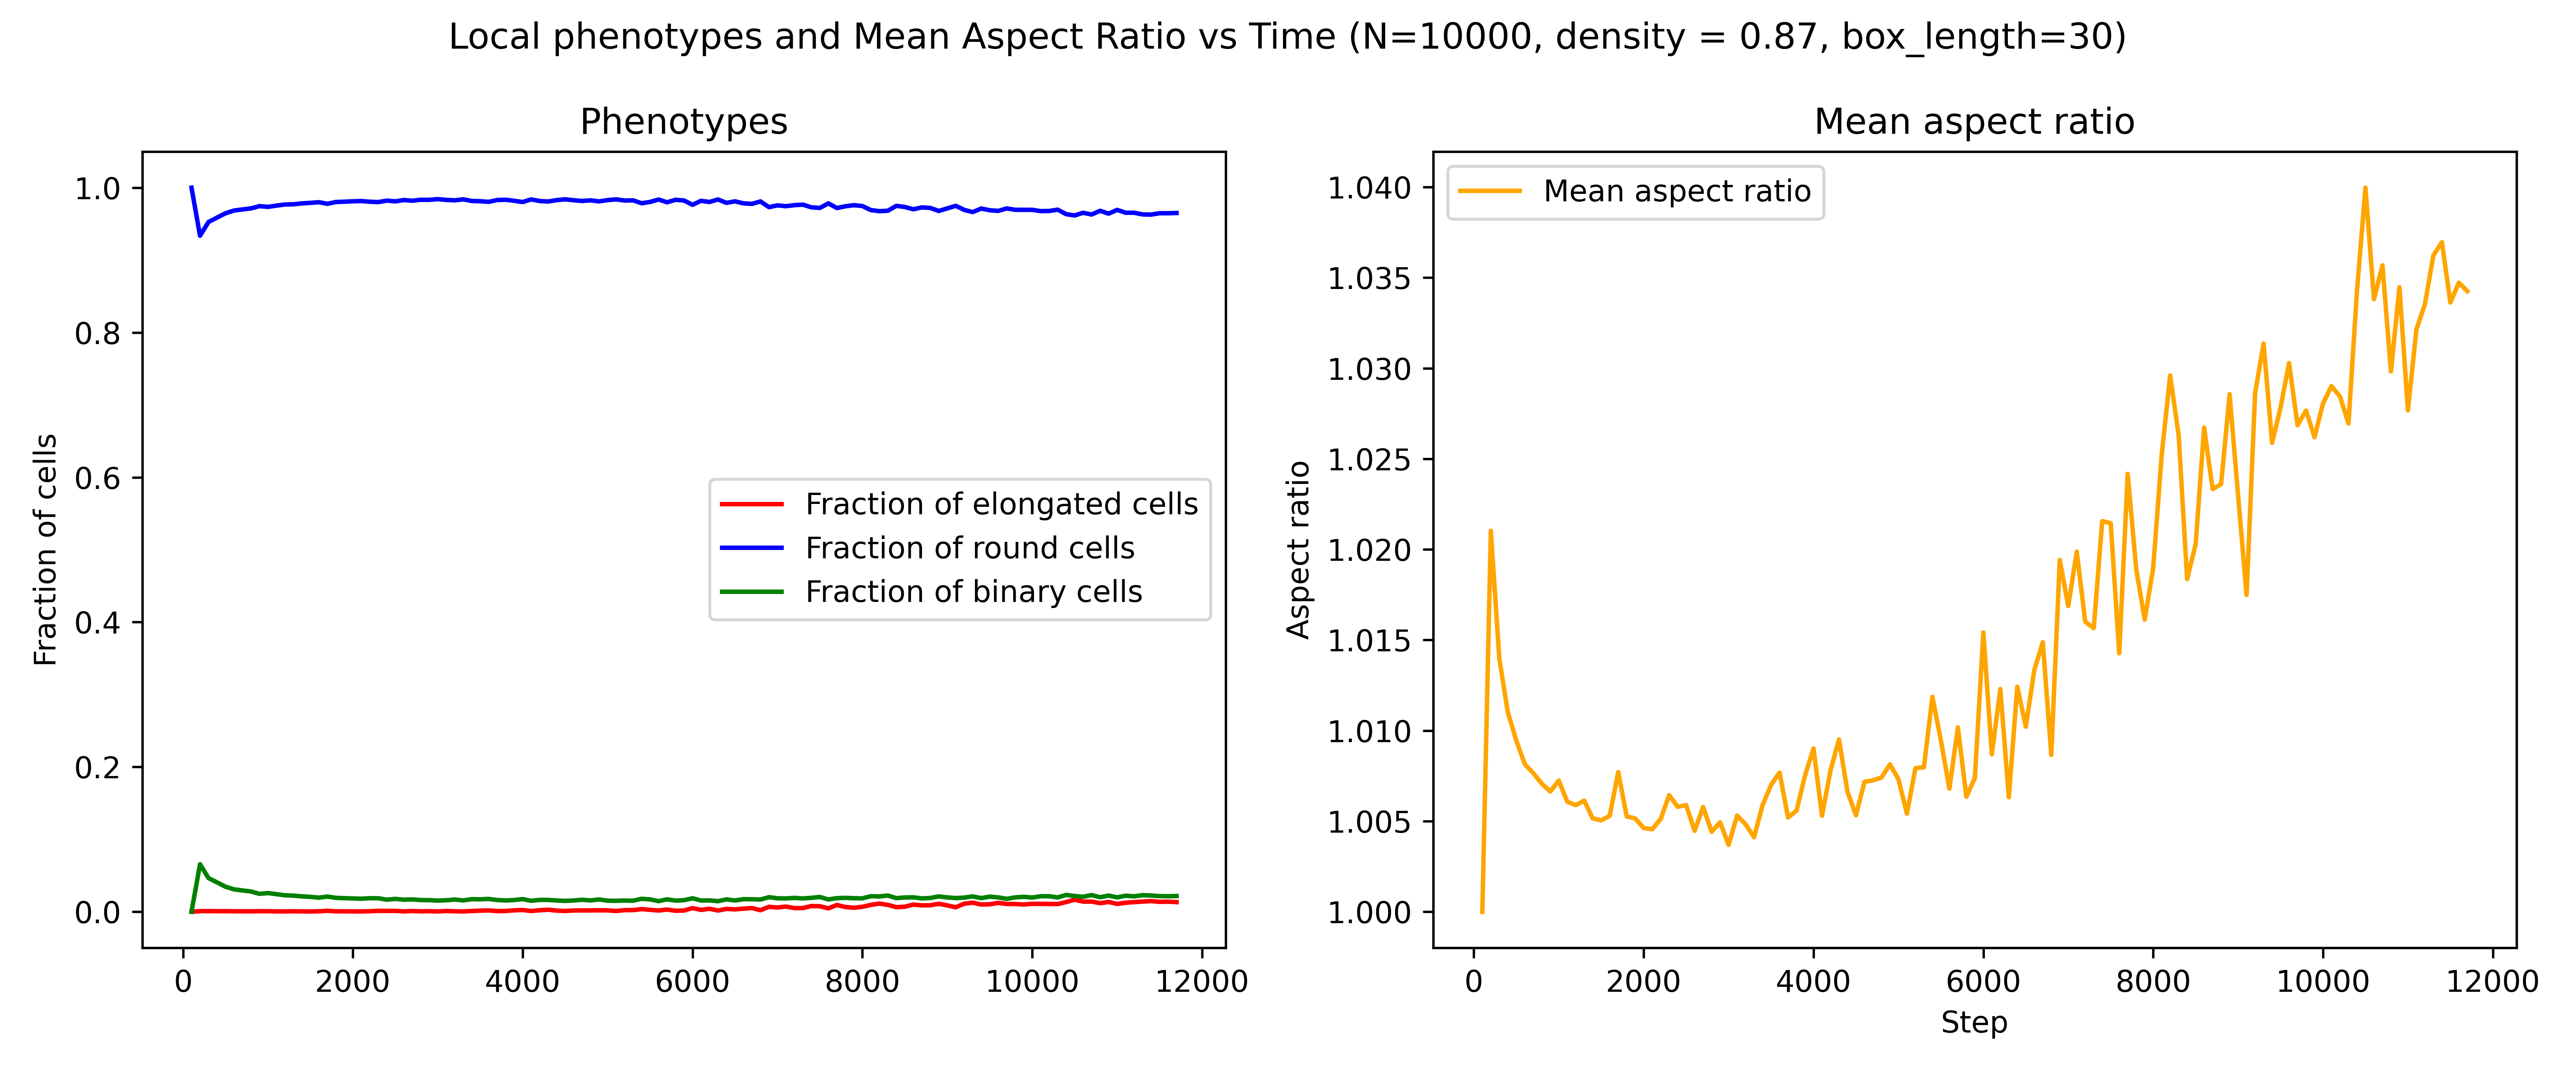 Local phenotypes and Mean Aspect Ratio vs Time (N=10000, density = 0.87, box_length=30)
Phenotypes
Fraction of cells
1.0
0.8
0.6
0.4
0.2
0.0
Fraction of elongated cells
Fraction of round cells
Fraction of binary cells
0 2000 4000 6000 8000 10000 12000
Mean aspect ratio
Mean aspect ratio
Aspect ratio
1.040
1.035
1.030
1.025
1.020
1.015
1.010
1.005
1.000
0 2000 4000 6000 8000 10000 12000
Step